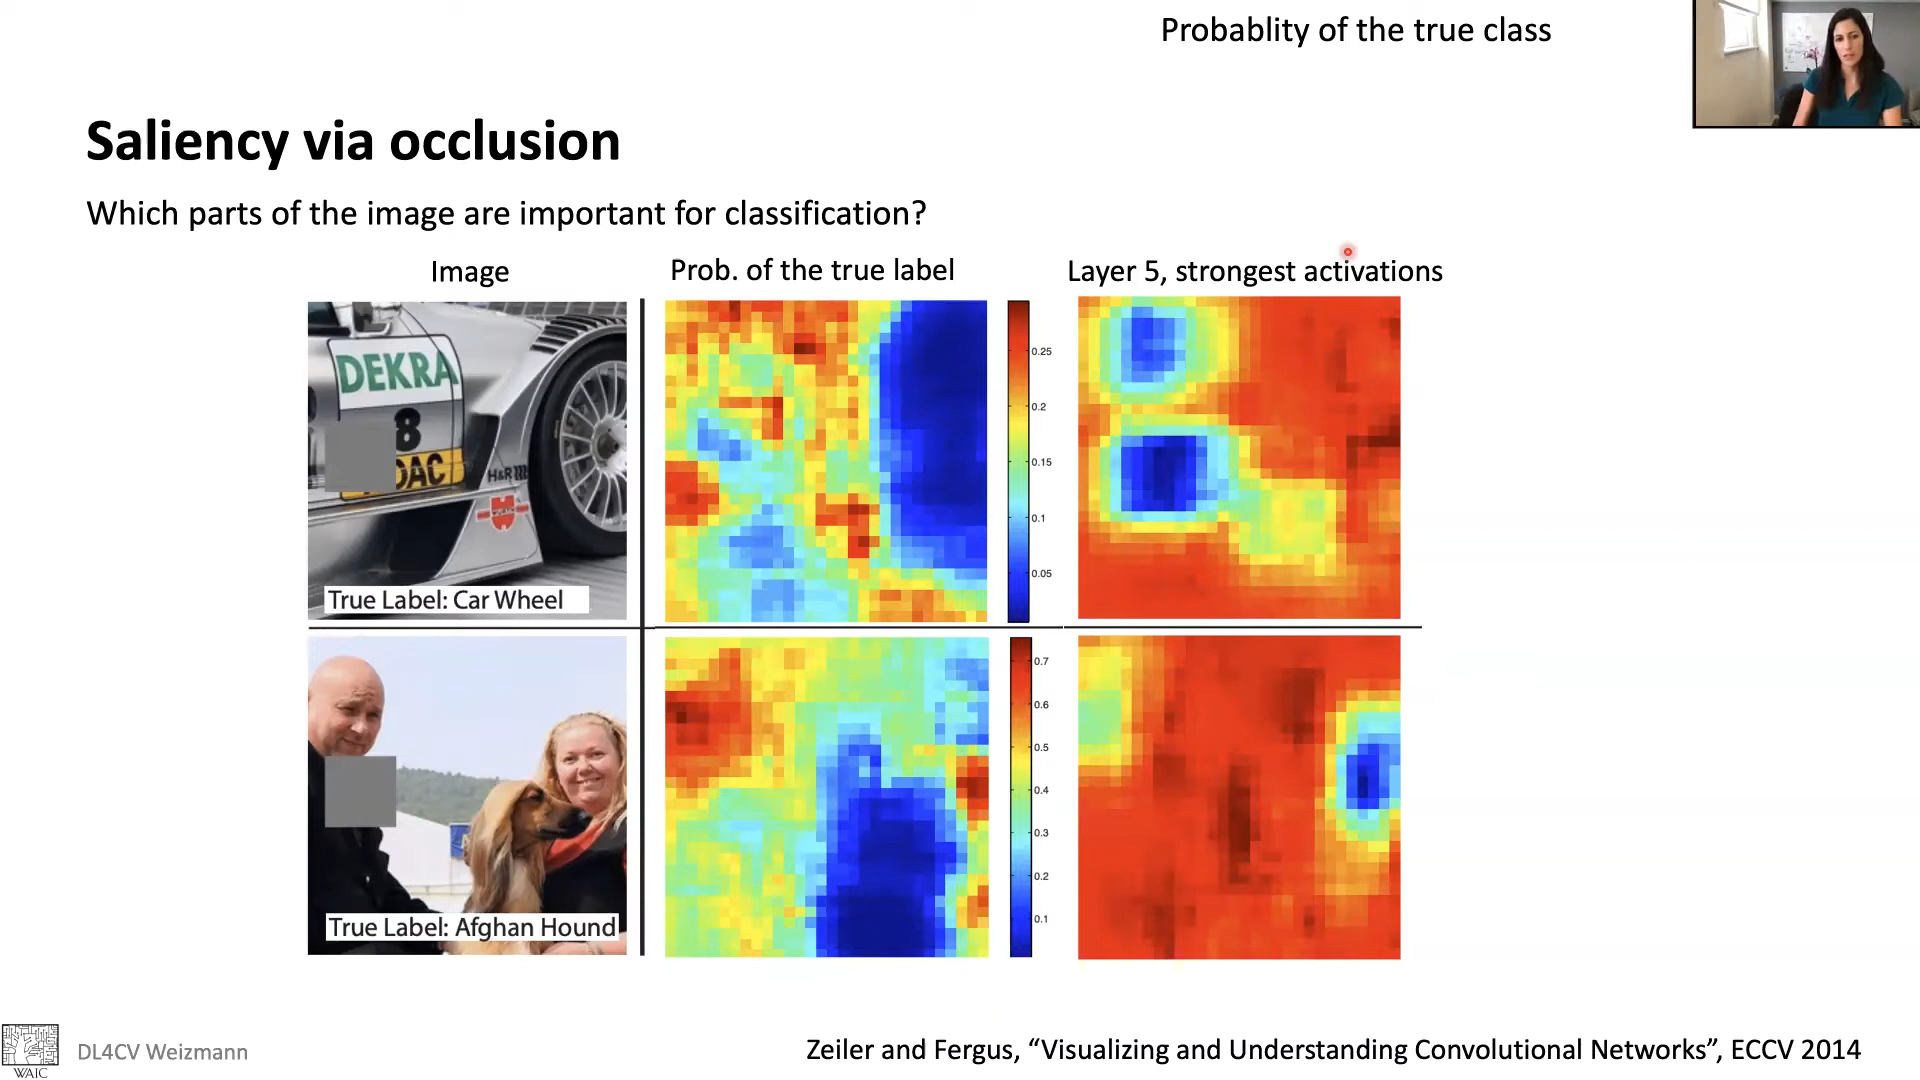 Probablity of the true class
Saliency via occlusion
Which parts of the image are important for classification?
Image
Prob. of the true label
Layer 5, strongest activations
DEKRA
8
DAC
H&R
WÜRTH
True Label: Car Wheel
0.25
0.2
0.15
0.1
0.05
True Label: Afghan Hound
0.7
0.6
0.5
0.4
0.3
0.2
0.1
WAIC
DL4CV Weizmann
Zeiler and Fergus, “Visualizing and Understanding Convolutional Networks”, ECCV 2014